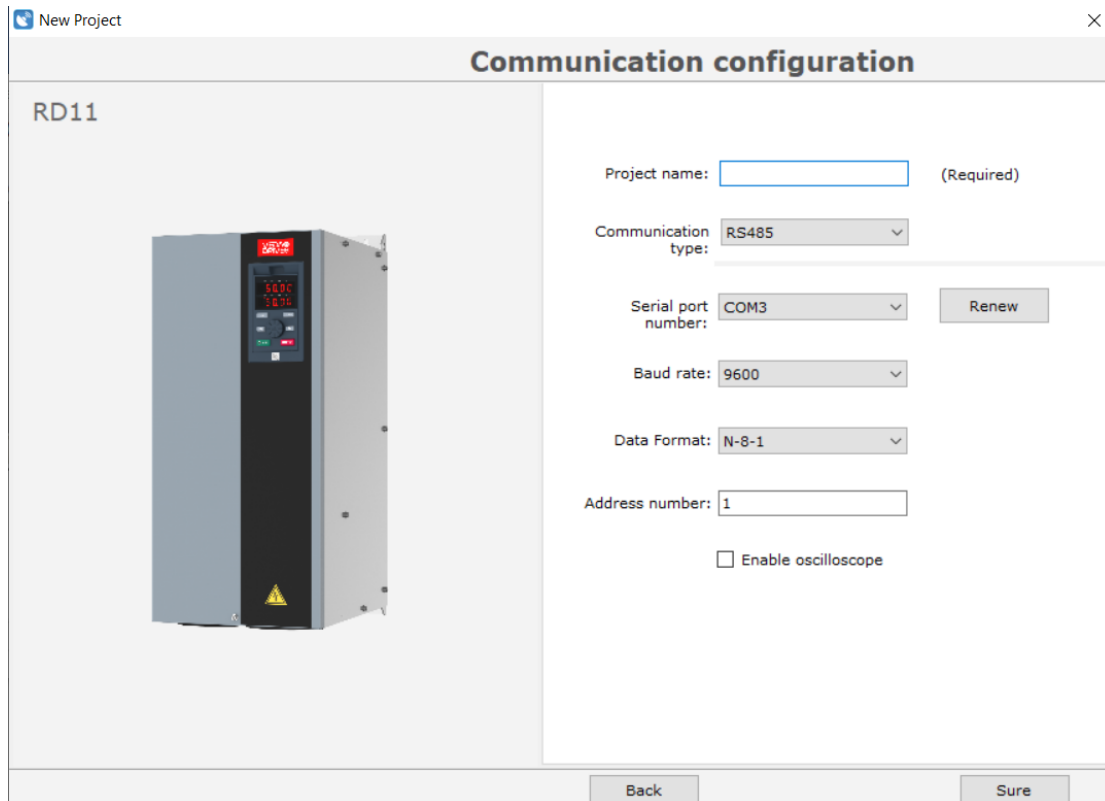 New Project
Communication configuration
RD11
Project name:
(Required)
Communication
type:
RS485
Serial port
number:
COM3
Renew
Baud rate:
9600
Data Format:
N-8-1
Address number:
1
Enable oscilloscope
Back
Sure